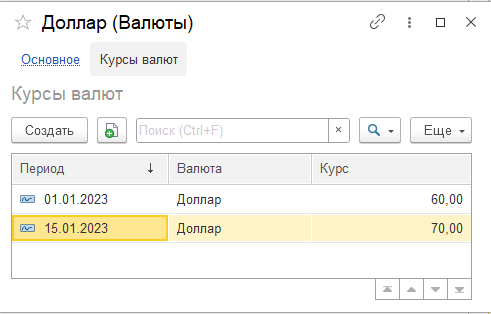 Доллар (Валюты)
Основное Курсы валют
Курсы валют
Создать Поиск (Ctrl+F) × Еще
Период ↓ Валюта Курс
01.01.2023 Доллар 60,00
15.01.2023 Доллар 70,00